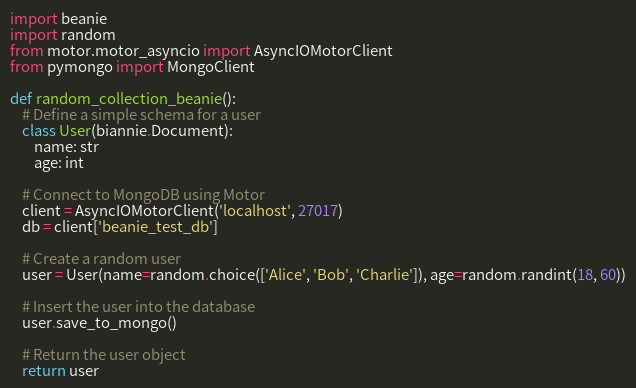 import beanie
import random
from motor.motor_asyncio import AsyncIOMotorClient
from pymongo import MongoClient

def random_collection_beanie():
    # Define a simple schema for a user
    class User(biannie.Document):
        name: str
        age: int

    # Connect to MongoDB using Motor
    client = AsyncIOMotorClient('localhost', 27017)
    db = client['beanie_test_db']

    # Create a random user
    user = User(name=random.choice(['Alice', 'Bob', 'Charlie']), age=random.randint(18, 60))

    # Insert the user into the database
    user.save_to_mongo()

    # Return the user object
    return user